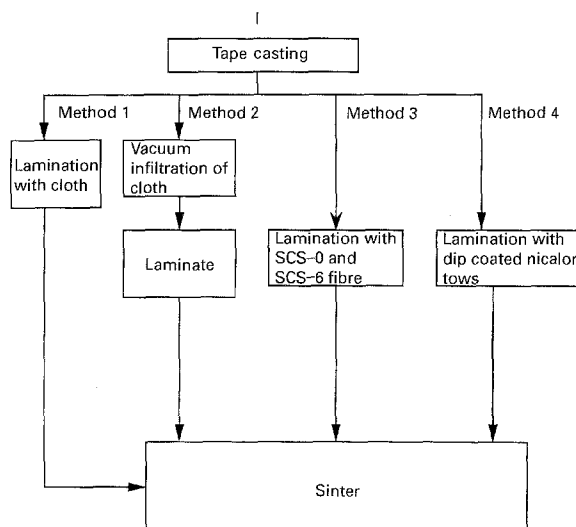 Tape casting
Method 1
Method 2
Method 3
Method 4
Lamination
with cloth
Vacuum
infiltration of
cloth
Laminate
Lamination with
SCS-0 and
SCS-6 fibre
Lamination with
dip coated nicalon
tows
Sinter